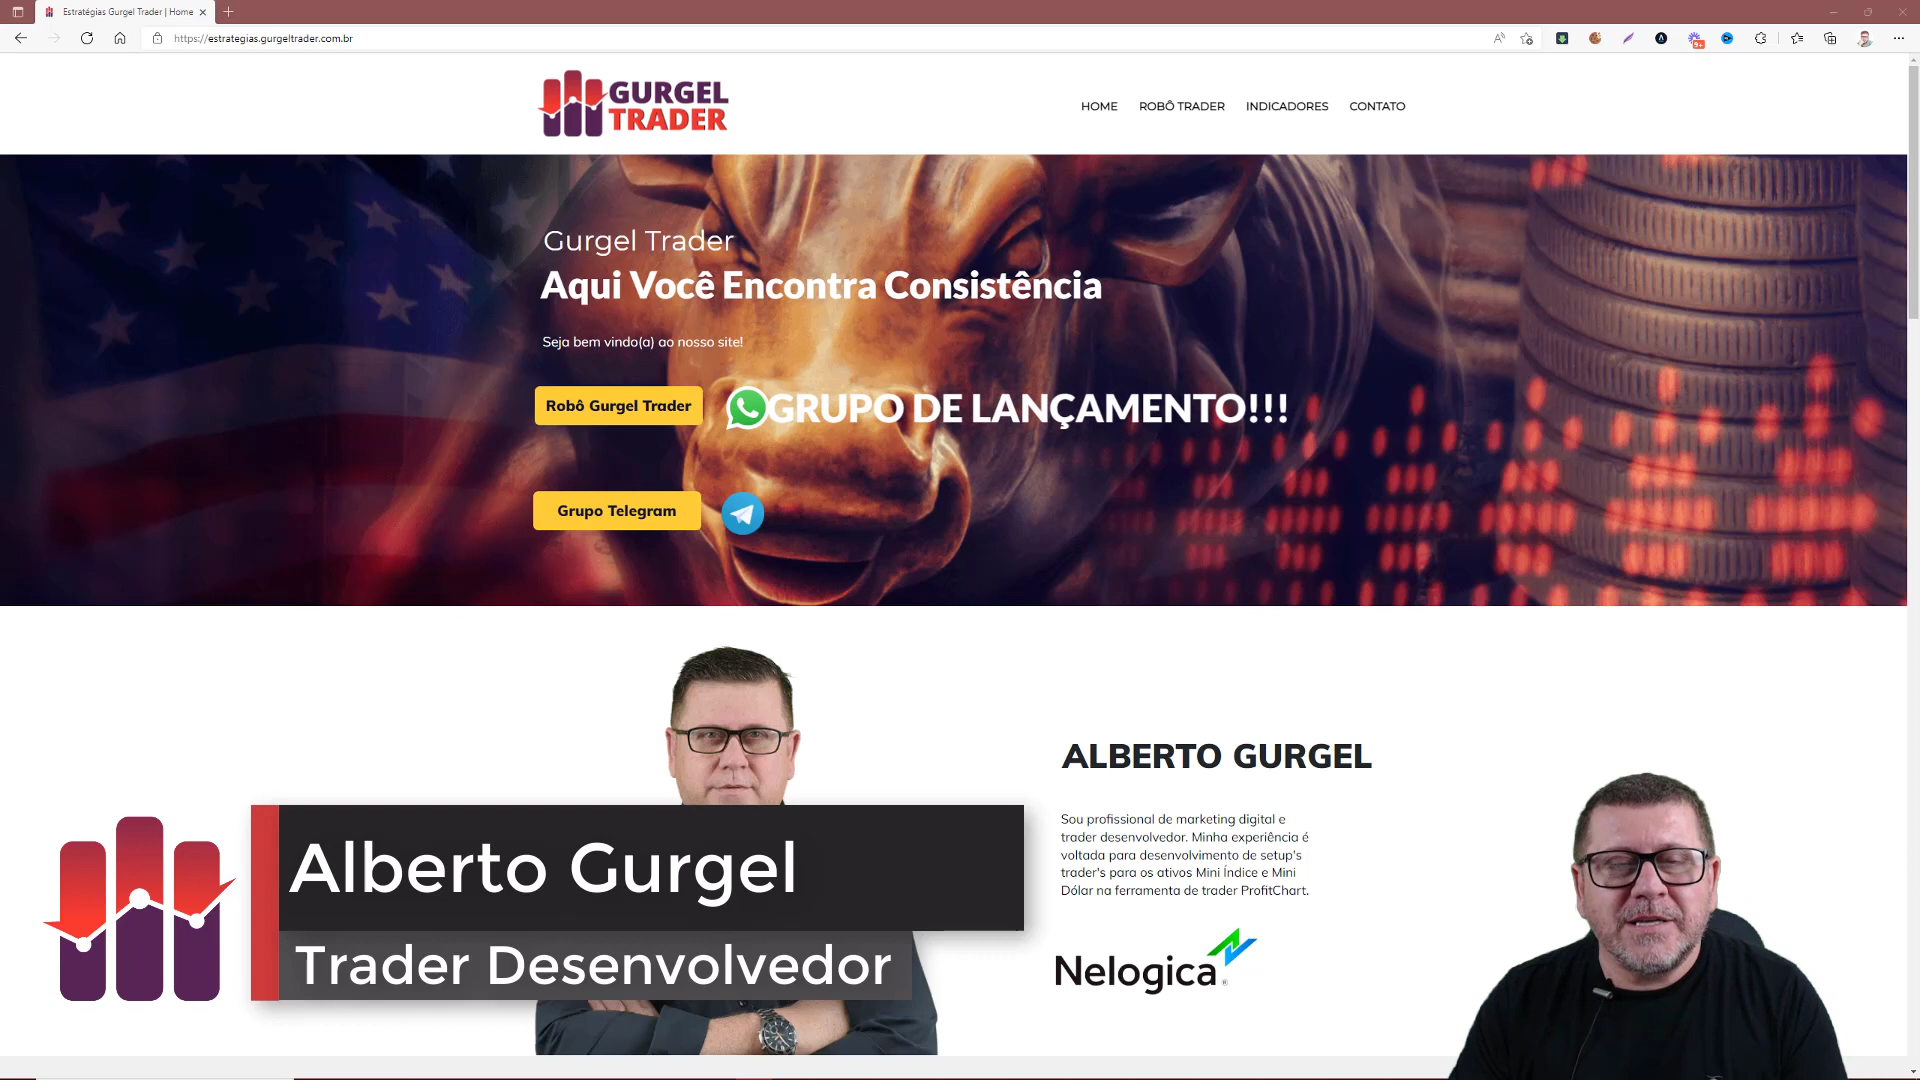 Estratégias Gurgel Trader | Home
https://estrategias.gurgeltrader.com.br
9+
GURGEL
TRADER
HOME ROBÔ TRADER INDICADORES CONTATO
Gurgel Trader
Aqui Você Encontra Consistência
Seja bem vindo(a) ao nosso site!
Robô Gurgel Trader
GRUPO DE LANÇAMENTO!!!
Grupo Telegram
ALBERTO GURGEL
Sou profissional de marketing digital e
trader desenvolvedor. Minha experiência é
voltada para desenvolvimento de setup's
trader's para os ativos Mini Índice e Mini
Dólar na ferramenta de trader ProfitChart.
Nelogica®
Alberto Gurgel
Trader Desenvolvedor